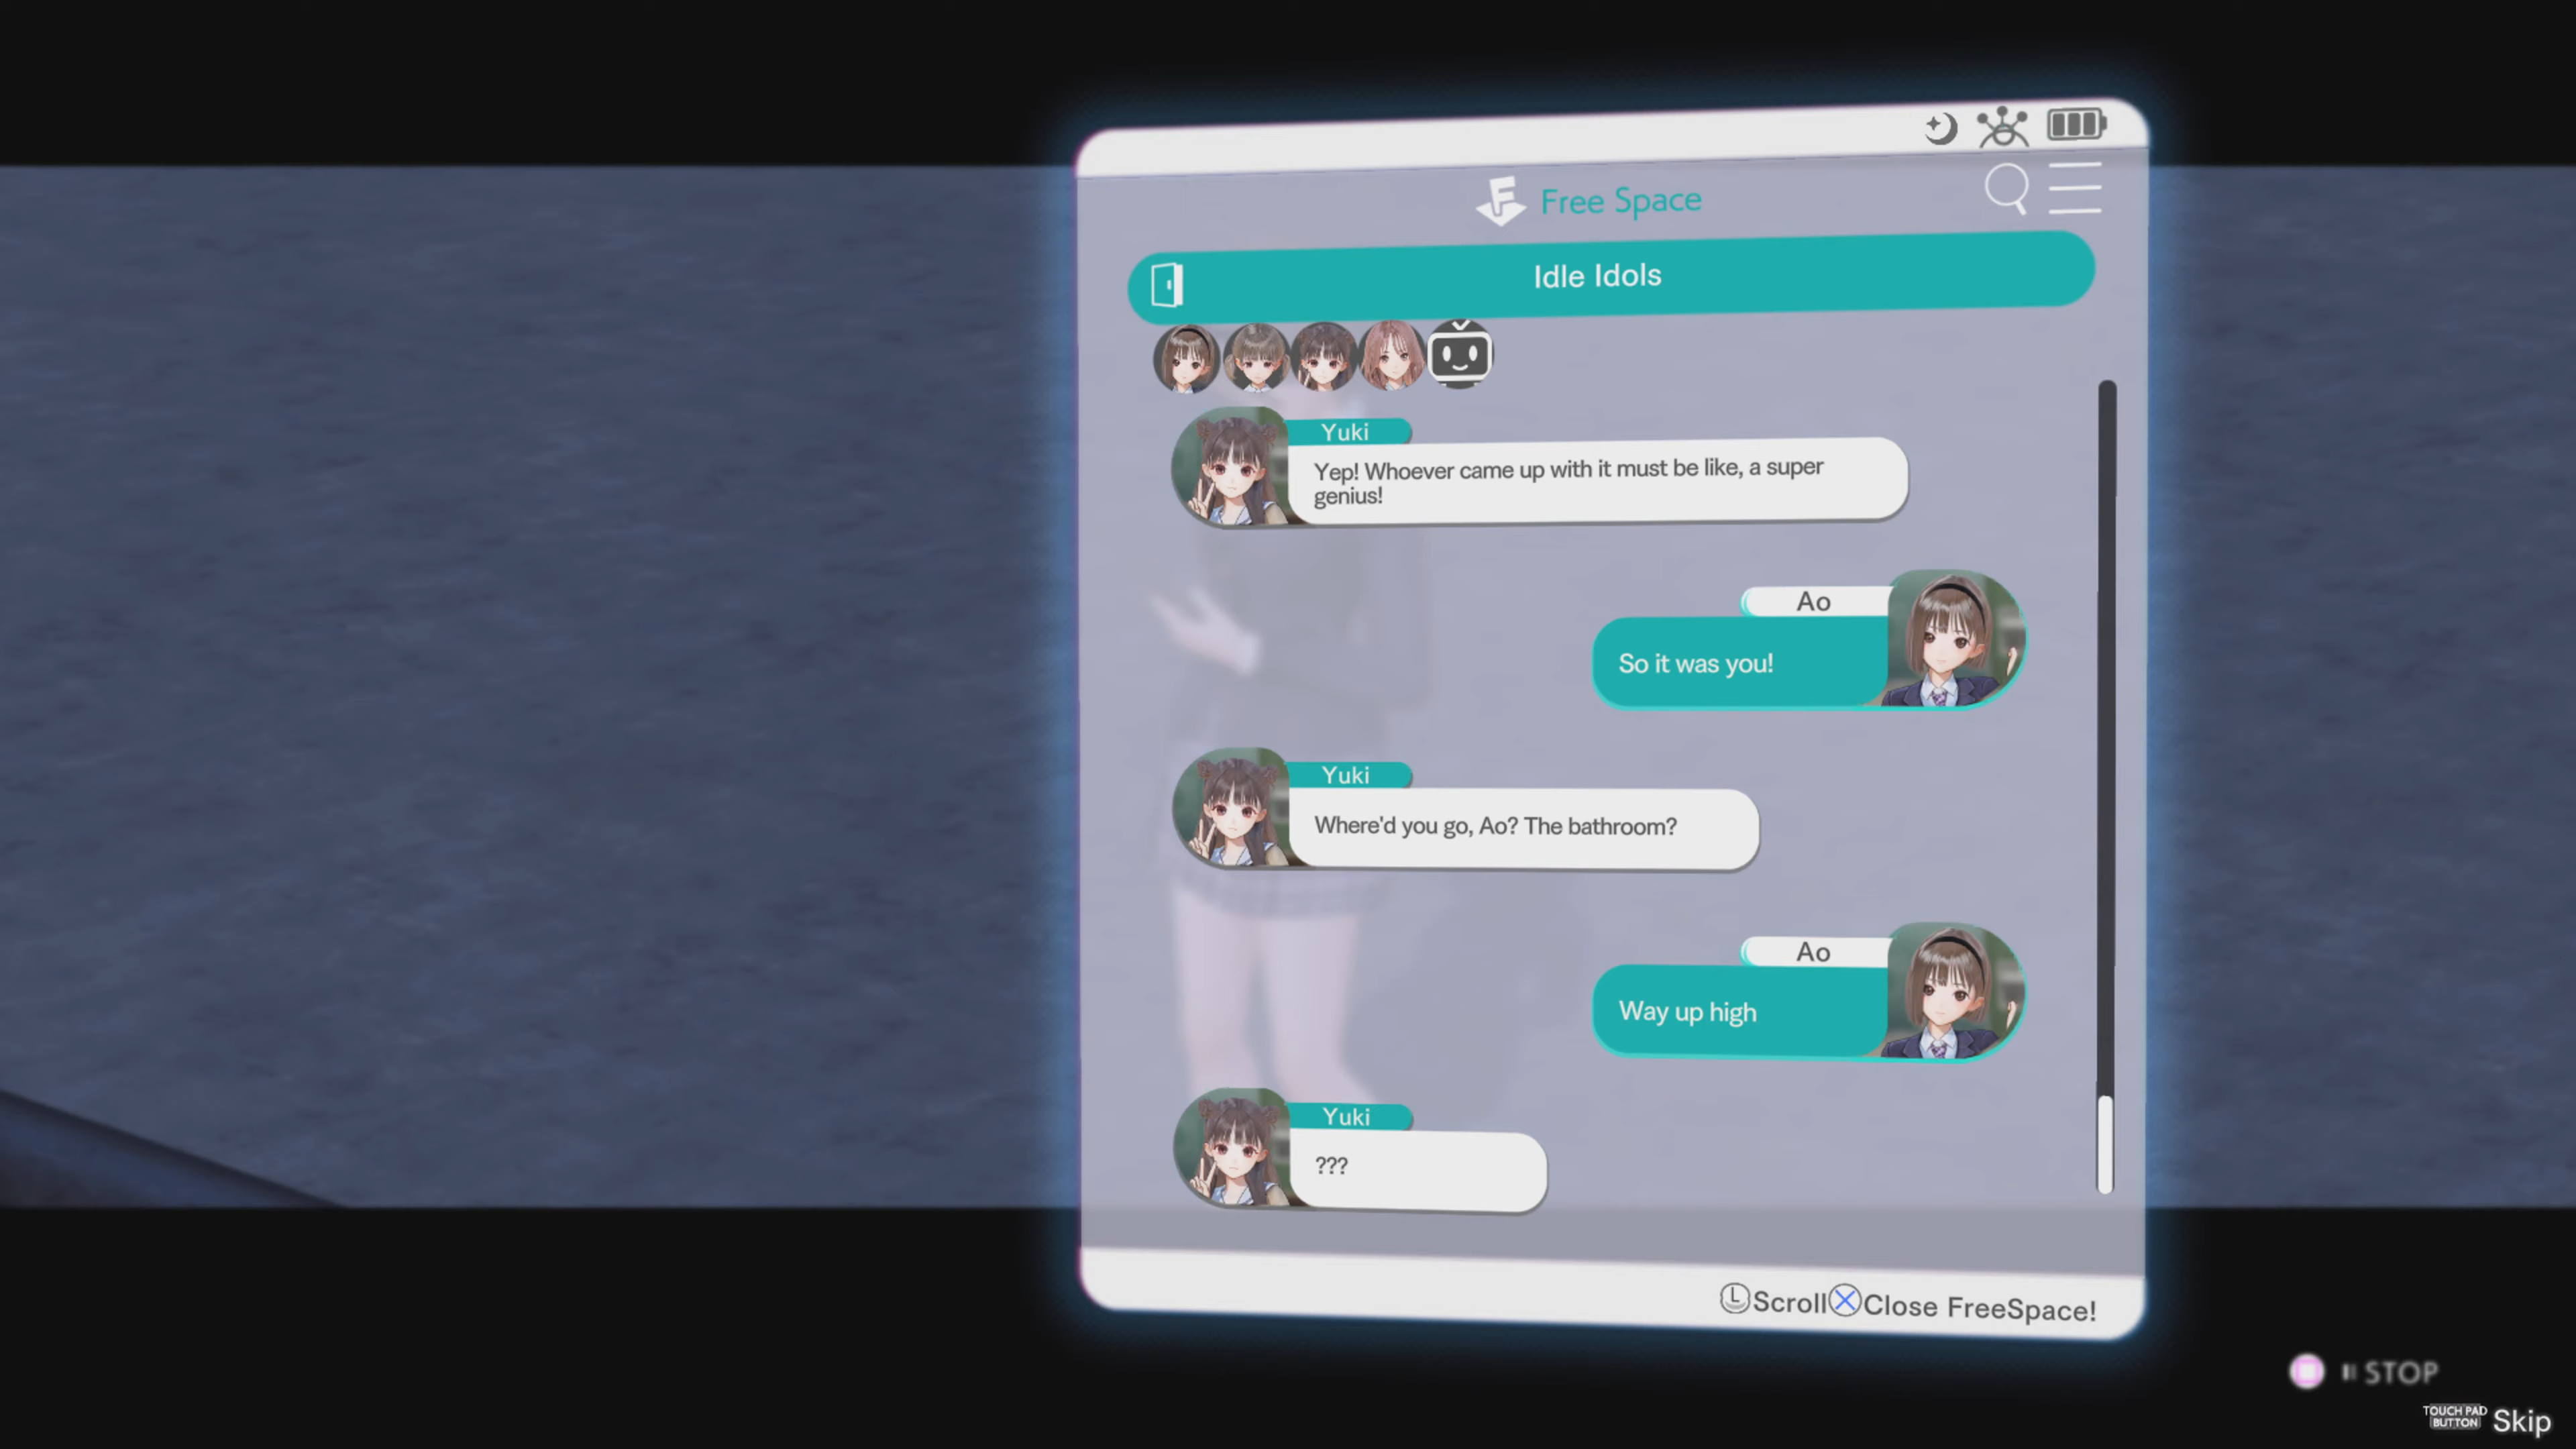 Free Space
Idle Idols
Yuki
Yep! Whoever came up with it must be like, a super
genius!
Ao
So it was you!
Yuki
Where'd you go, Ao? The bathroom?
Ao
Way up high
Yuki
???
L Scroll X Close FreeSpace!
STOP
TOUCH PAD
BUTTON Skip